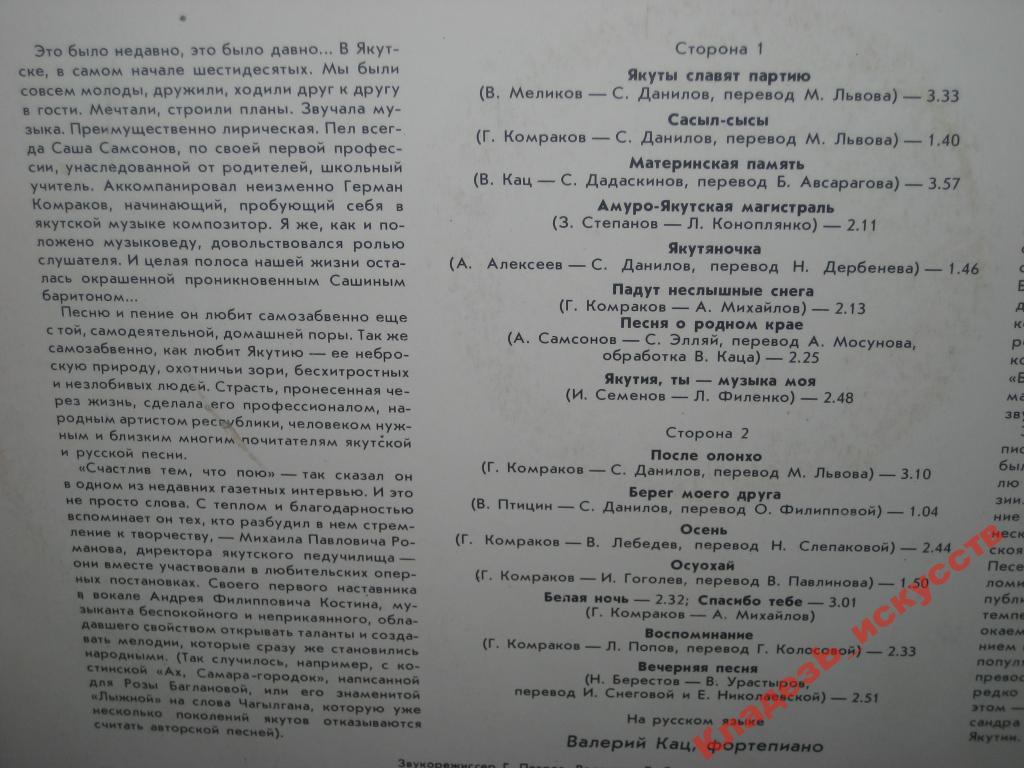 Это было недавно, это было давно... В Якут-
ске, в самом начале шестидесятых. Мы были
совсем молоды, дружили, ходили друг к другу
в гости. Мечтали, строили планы. Звучала му-
зыка. Преимущественно лирическая. Пел всег-
да Саша Самсонов, по своей первой профес-
сии, унаследованной от родителей, школьный
учитель. Аккомпанировал неизменно Герман
Комраков, начинающий, пробующий себя в
якутской музыке композитор. Я же, как и по-
ложено музыковеду, довольствовался ролью
слушателя. И целая полоса нашей жизни оста-
лась окрашенной проникновенным Сашиным
баритоном...
Песню и пение он любит самозабвенно еще
с той, самодеятельной, домашней поры. Так же
самозабвенно, как любит Якутию — ее неброс-
скую природу, охотничьи зори, бесхитростных
и незлобивых людей. Страсть, пронесенная че-
рез жизнь, сделала его профессионалом, на-
родным артистом республики, человеком нуж-
ным и близким многим почитателям якутской
и русской песни.
«Счастлив тем, что пою» — так сказал он
в одном из недавних газетных интервью. И это
не просто слова. С теплом и благодарностью
вспоминает он тех, кто разбудил в нем стрем-
ление к творчеству, — Михаила Павловича Ро-
манова, директора якутского педучилища —
они вместе участвовали в любительских опер-
ных постановках. Своего первого наставника
в вокале Андрея Филипповича Костина, му-
зыканта беспокойного и неприкаянного, обла-
давшего свойством открывать таланты и созда-
вать мелодии, которые сразу же становились
народными. (Так случилось, например, с ко-
стинской «Ах, Самара-городок», написанной
для Розы Баглановой, или его знаменитой
«Лыжной» на слова Чагылгана, которую уже
несколько поколений якутов отказываются
считать авторской песней).
Сторона 1
Якуты славят партию
(В. Меликов — С. Данилов, перевод М. Львова) — 3.33
Сасыл-сысы
(Г. Комраков — С. Данилов, перевод М. Львова) — 1.40
Материнская память
(В. Кац — С. Дадаскинов, перевод Б. Авсарагова) — 3.57
Амуро-Якутская магистраль
(З. Степанов — Л. Коноплянко) — 2.11
Якутяночка
(А. Алексеев — С. Данилов, перевод Н. Дербенева) — 1.46
Падут неслышные снега
(Г. Комраков — А. Михайлов) — 2.13
Песня о родном крае
(А. Самсонов — С. Элляй, перевод А. Мосунова,
обработка В. Каца) — 2.25
Якутия, ты — музыка моя
(И. Семенов — Л. Филенко) — 2.48
Сторона 2
После олонхо
(Г. Комраков — С. Данилов, перевод М. Львова) — 3.10
Берег моего друга
(В. Птицин — С. Данилов, перевод О. Филипповой) — 1.04
Осень
(Г. Комраков — В. Лебедев, перевод Н. Слепаковой) — 2.44
Осуохай
(Г. Комраков — И. Гоголев, перевод В. Павлинова) — 1.50
Белая ночь — 2.32; Спасибо тебе — 3.01
(Г. Комраков — А. Михайлов)
Воспоминание
(Г. Комраков — Л. Попов, перевод Г. Колосовой) — 2.33
Вечерняя песня
(Н. Берестов — В. Урастыров,
перевод И. Снеговой и Е. Николаевской) — 2.51
На русском языке
Валерий Кац, фортепиано
Звукорежиссер Г.
Кладезь_искусств